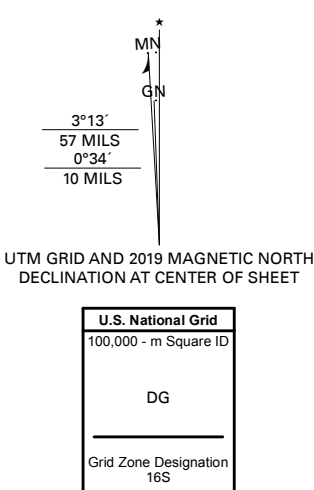 ★
MN
GN
3°13´
57 MILS
0°34´
10 MILS
UTM GRID AND 2019 MAGNETIC NORTH
DECLINATION AT CENTER OF SHEET
U.S. National Grid
100,000 - m Square ID
DG
Grid Zone Designation
16S